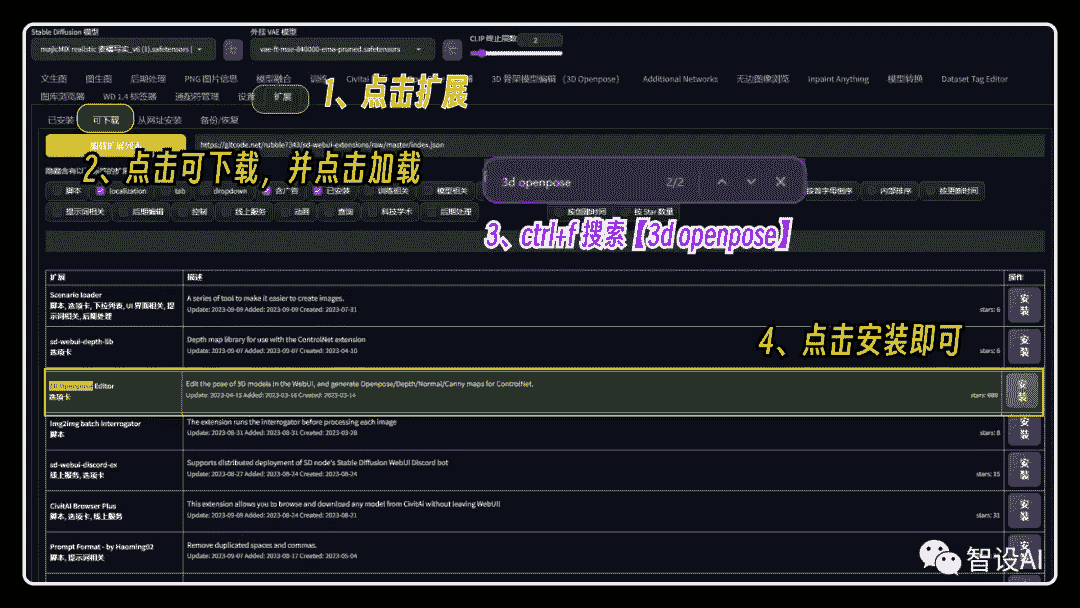 Stable Diffusion 模型
外挂 VAE 模型
CLIP 终止层数 2
majicMIX realistic 麦橘写实_v6 (1).safetensors [
vae-ft-mse-840000-ema-pruned.safetensors
文生图 图生图 后期处理 PNG 图片信息 模型融合 训练 Civitai 3D 骨架模型编辑 (3D Openpose) Additional Networks 无边图像浏览 Inpaint Anything 模型转换 Dataset Tag Editor
图库浏览器 WD 1.4 标签器 通配符管理 设置 扩展
1、点击扩展
已安装 可下载 从网址安装 备份/恢复
https://gitcode.net/rubble7343/sd-webui-extensions/raw/master/index.json
2、点击可下载，并点击加载
脚本 localization tab dropdown 含广告 已安装 训练相关 模型相关
3d openpose 2/2
按首字母倒序 内部排序 按更新时间
提示词相关 后期编辑 控制 线上服务 动画 查询 科技学术 后期处理
按创建时间 按 Star 数量
3、ctrl+f 搜索【3d openpose】
扩展 描述 操作
Scenario loader
脚本, 选项卡, 下拉列表, UI 界面相关, 提
示词相关, 后期处理
A series of tool to make it easier to create images.
Update: 2023-09-09 Added: 2023-09-09 Created: 2023-07-31
stars: 6
安装
sd-webui-depth-lib
选项卡
Depth map library for use with the ControlNet extension
Update: 2023-09-07 Added: 2023-09-07 Created: 2023-04-10
stars: 6
安装
4、点击安装即可
3D Openpose Editor
选项卡
Edit the pose of 3D models in the WebUI, and generate Openpose/Depth/Normal/Canny maps for ControlNet.
Update: 2023-04-15 Added: 2023-03-16 Created: 2023-03-14
安装
Img2img batch interrogator
脚本
The extension runs the interrogator before processing each image
Update: 2023-08-31 Added: 2023-08-31 Created: 2023-03-28
stars: 8
安装
sd-webui-discord-ex
线上服务, 选项卡
Supports distributed deployment of SD node's Stable Diffusion WebUI Discord bot
Update: 2023-08-27 Added: 2023-08-24 Created: 2023-08-24
stars: 15
安装
CivitAI Browser Plus
脚本, 选项卡, 线上服务
This extension allows you to browse and download any model from CivitAi without leaving WebUI!
Update: 2023-09-09 Added: 2023-08-24 Created: 2023-08-21
stars: 31
安装
Prompt Format - by Haoming02
脚本, 提示词相关
Remove duplicated spaces and commas.
Update: 2023-09-07 Added: 2023-08-17 Created: 2023-05-04
安装
智设AI